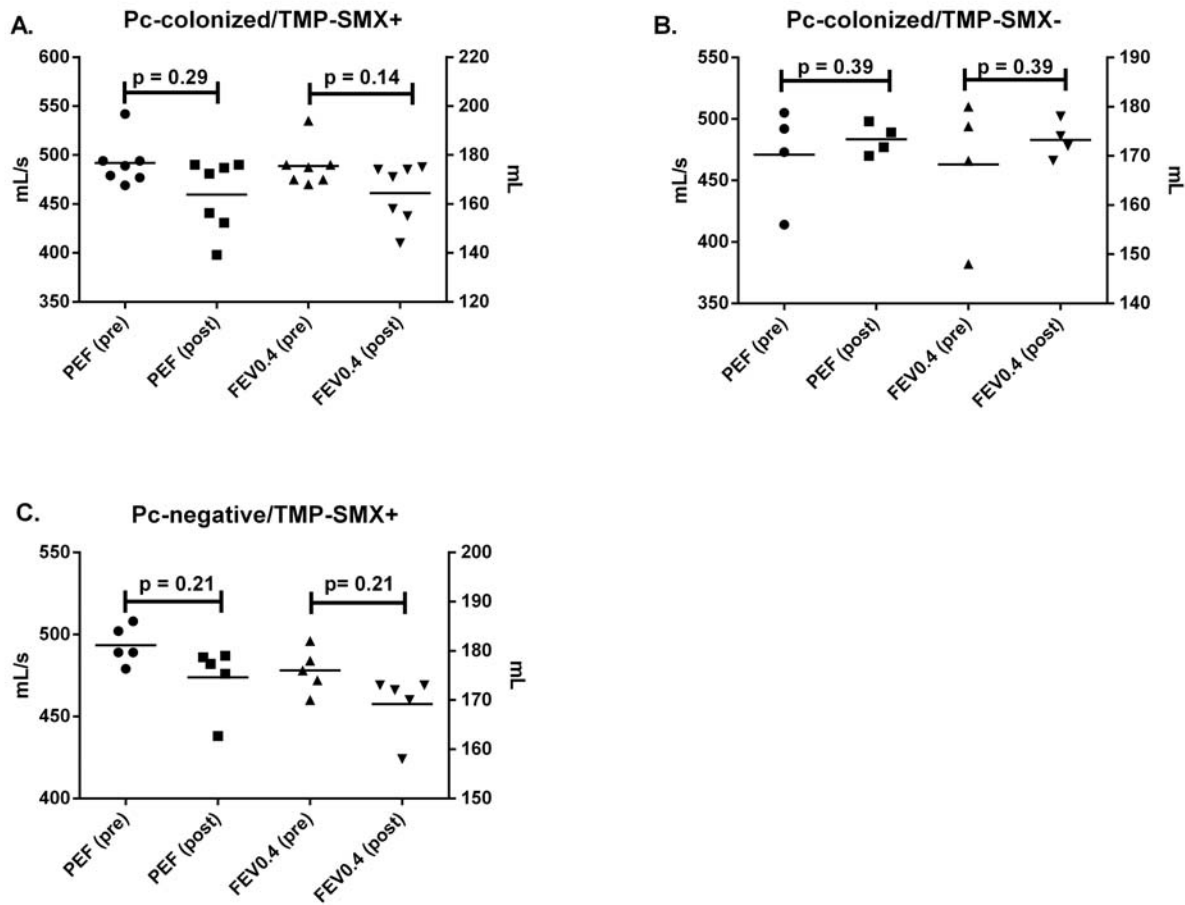 A.
Pc-colonized/TMP-SMX+
600
550
500
450
400
350
mL/s
p = 0.29
p = 0.14
220
200
180
160
140
120
mL
PEF (pre)
PEF (post)
FEV0.4 (pre)
FEV0.4 (post)
B.
Pc-colonized/TMP-SMX-
550
500
450
400
350
mL/s
p = 0.39
p = 0.39
190
180
170
160
150
140
mL
PEF (pre)
PEF (post)
FEV0.4 (pre)
FEV0.4 (post)
C.
Pc-negative/TMP-SMX+
550
500
450
400
mL/s
p = 0.21
p= 0.21
200
190
180
170
160
150
mL
PEF (pre)
PEF (post)
FEV0.4 (pre)
FEV0.4 (post)